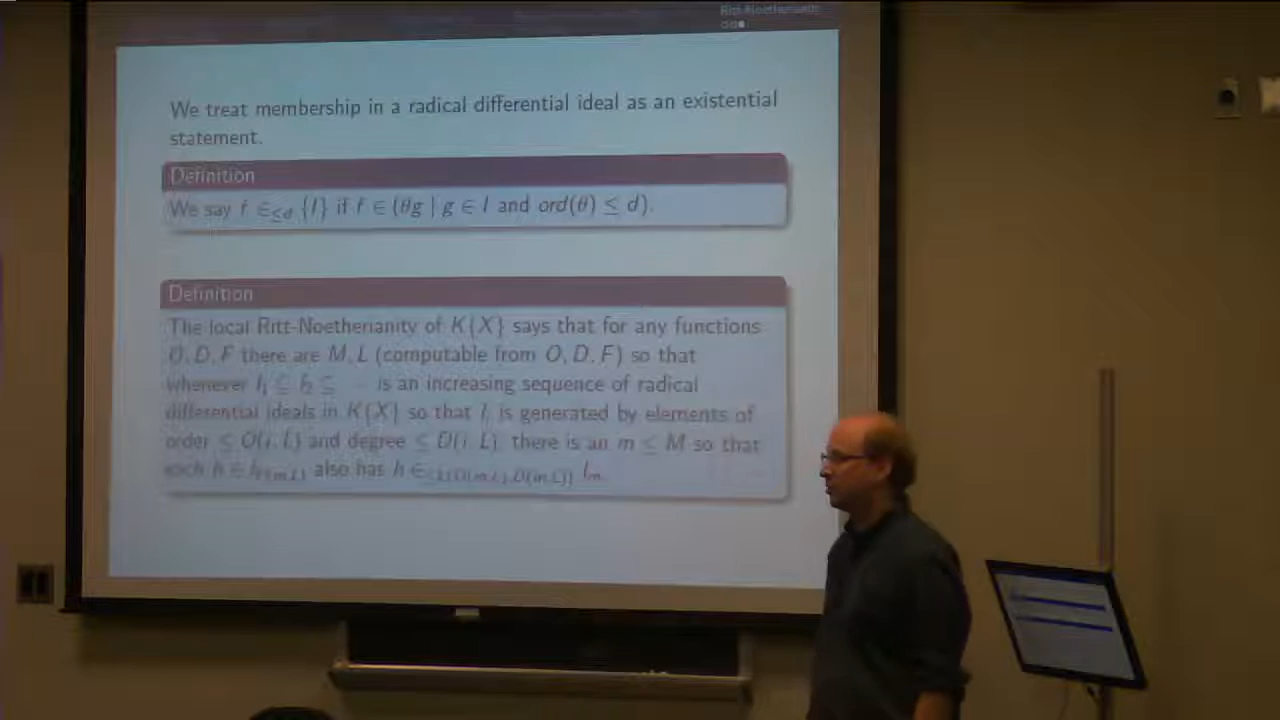 Ritt-Noetherianity
We treat membership in a radical differential ideal as an existential
statement.
Definition
We say f ∈≤d {I} if f ∈ (θg | g ∈ I and ord(θ) ≤ d).
Definition
The local Ritt-Noetherianity of K{X} says that for any functions
O, D, F there are M, L (computable from O, D, F) so that
whenever I₁ ⊆ I₂ ⊆ ··· is an increasing sequence of radical
differential ideals in K{X} so that Iᵢ is generated by elements of
order ≤ O(i, L) and degree ≤ D(i, L), there is an m ≤ M so that
each h ∈ also has h ∈ Iₘ.